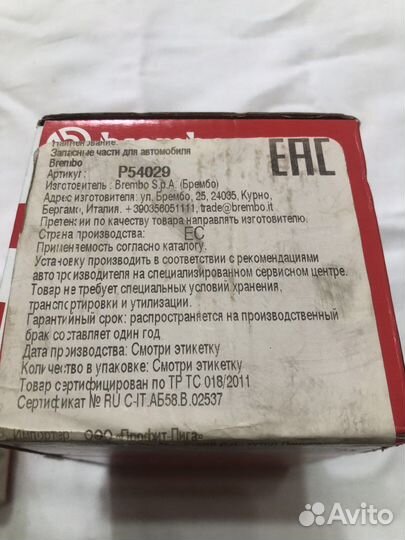 Наименование:
Запасные части для автомобиля
Brembo
Артикул: P54029
EAC
Изготовитель: Brembo S.p.A. (Брембо)
Адрес изготовителя: ул. Брембо, 25, 24035, Курно,
Бергамо, Италия. +390356051111, trade@brembo.it
Претензии по качеству товара направлять изготовителю.
Страна производства: ЕС
Применяемость согласно каталогу.
Установку производить в соответствии с рекомендациями
автопроизводителя на специализированном сервисном центре.
Товар не требует специальных условий хранения,
транспортировки и утилизации.
Гарантийный срок: распространяется на производственный
брак составляет один год
Дата производства: Смотри этикетку
Количество в упаковке: Смотри этикетку
Товар сертифицирован по ТР ТС 018/2011
Сертификат № RU C-IT.АБ58.В.02537
Импортер ООО «Профит-Лига»
Avito